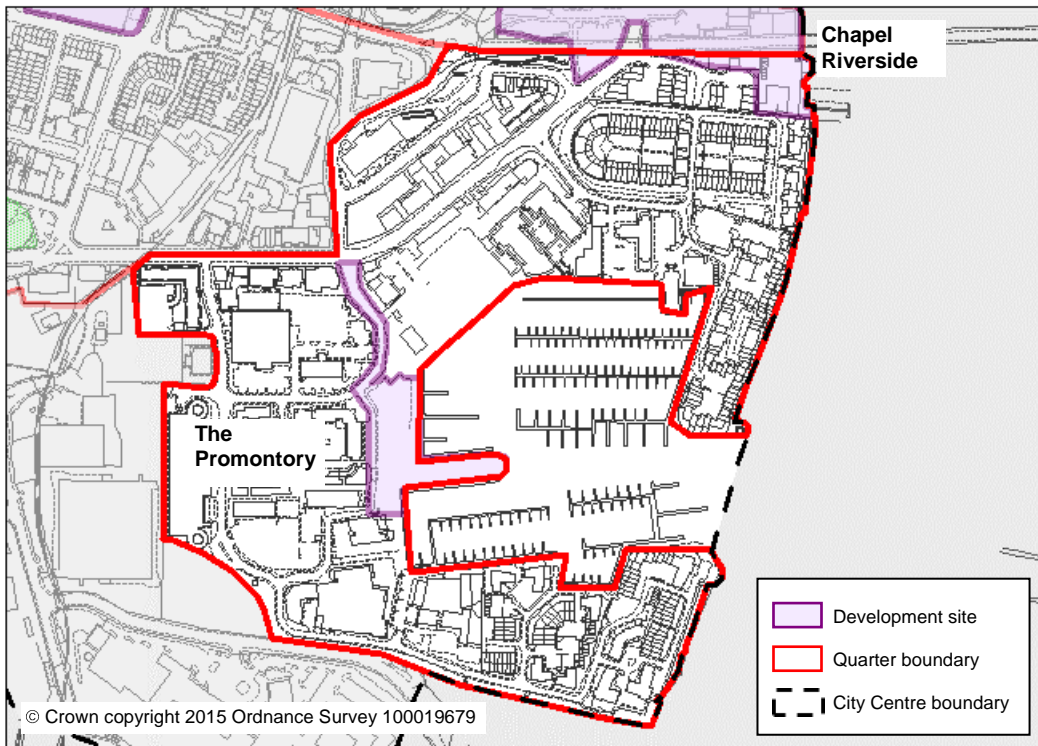 Chapel
Riverside
The
Promontory
Development site
Quarter boundary
City Centre boundary
© Crown copyright 2015 Ordnance Survey 100019679